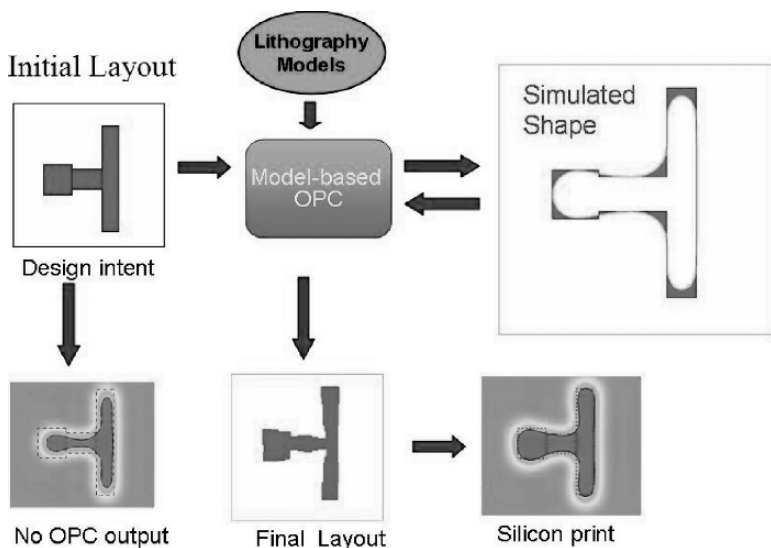 Lithography
Models
Initial Layout
Simulated
Shape
Model-based
OPC
Design intent
No OPC output
Final Layout
Silicon print